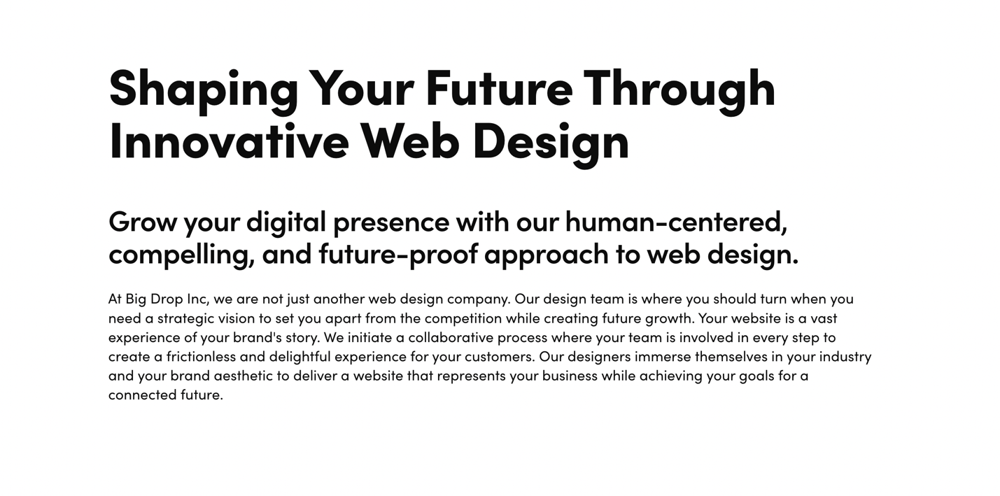 Shaping Your Future Through
Innovative Web Design
Grow your digital presence with our human-centered,
compelling, and future-proof approach to web design.
At Big Drop Inc, we are not just another web design company. Our design team is where you should turn when you
need a strategic vision to set you apart from the competition while creating future growth. Your website is a vast
experience of your brand's story. We initiate a collaborative process where your team is involved in every step to
create a frictionless and delightful experience for your customers. Our designers immerse themselves in your industry
and your brand aesthetic to deliver a website that represents your business while achieving your goals for a
connected future.